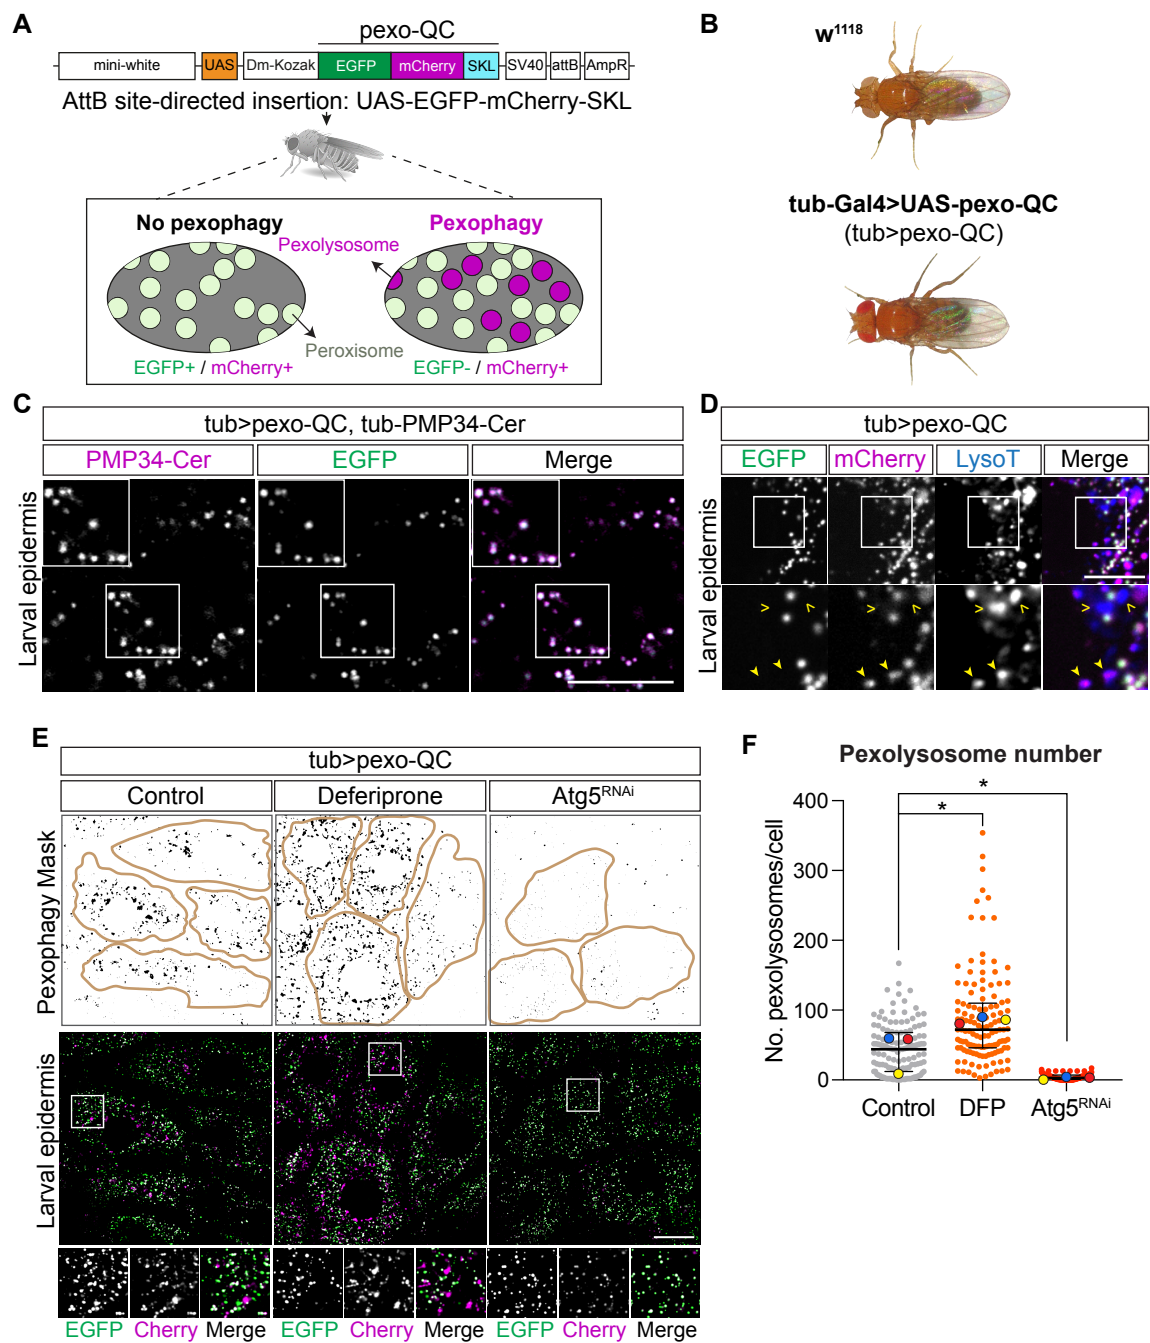 A
pexo-QC
mini-white
UAS
Dm-Kozak
EGFP
mCherry
SKL
SV40
attB
AmpR
AttB site-directed insertion: UAS-EGFP-mCherry-SKL
No pexophagy
Pexophagy
Pexolysosome
Peroxisome
EGFP+ / mCherry+
EGFP- / mCherry+
B
w1118
tub-Gal4>UAS-pexo-QC
(tub>pexo-QC)
C
tub>pexo-QC, tub-PMP34-Cer
PMP34-Cer
EGFP
Merge
Larval epidermis
D
tub>pexo-QC
EGFP
mCherry
LysoT
Merge
Larval epidermis
Larval epidermis
E
tub>pexo-QC
Control
Deferiprone
Atg5RNAi
Pexophagy Mask
Larval epidermis
EGFP Cherry Merge
EGFP Cherry Merge
EGFP Cherry Merge
F
Pexolysosome number
*
*
No. pexolysosomes/cell
400
300
200
100
0
Control
DFP
Atg5RNAi